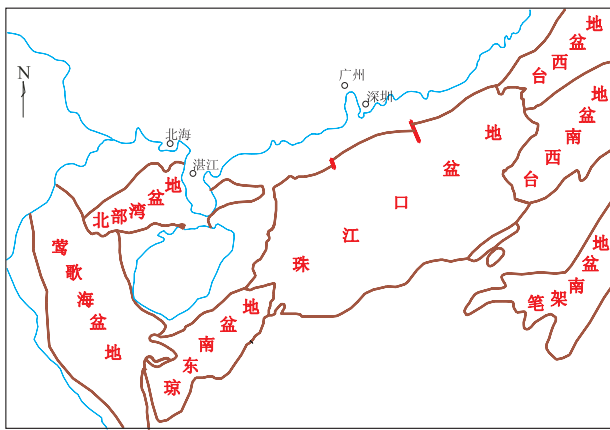 N
广州
深圳
北海
湛江
台西盆地
台西南盆地
珠江口盆地
北部湾盆地
莺歌海盆地
琼东南盆地
笔架南盆地